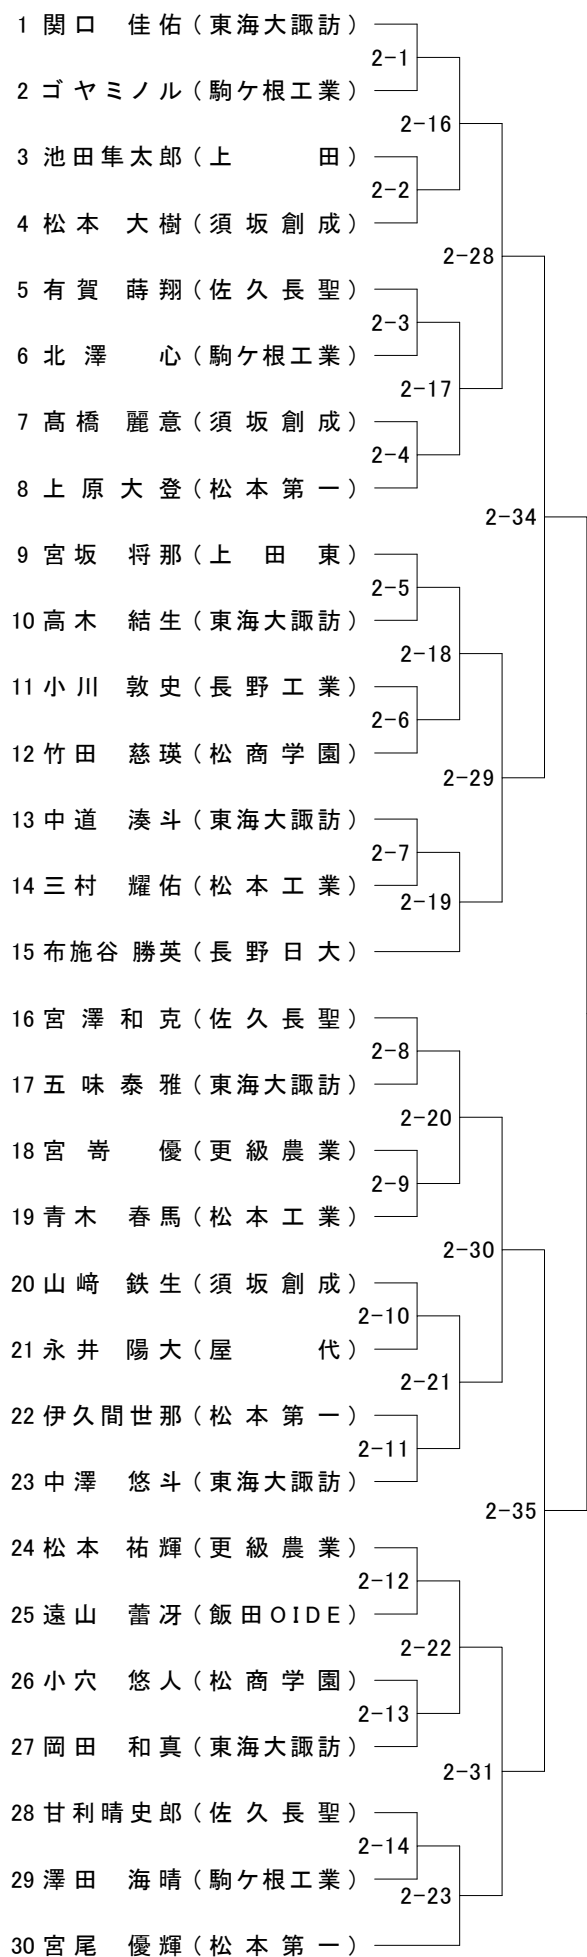 1 関口 佳佑(東海大諏訪)
2-1
2 ゴヤミノル(駒ケ根工業)
2-16
3 池田隼太郎(上 田)
2-2
4 松本 大樹(須坂創成)
2-28
5 有賀 蒔翔(佐久長聖)
2-3
6 北澤 心(駒ケ根工業)
2-17
7 髙橋 麗意(須坂創成)
2-4
8 上原大登(松本第一)
2-34
9 宮坂 将那(上田東)
2-5
10 高木 結生(東海大諏訪)
2-18
11 小川 敦史(長野工業)
2-6
12 竹田 慈瑛(松商学園)
2-29
13 中道 湊斗(東海大諏訪)
2-7
14 三村 耀佑(松本工業)
2-19
15 布施谷 勝英(長野日大)
16 宮澤和克(佐久長聖)
2-8
17 五味泰雅(東海大諏訪)
2-20
18 宮嵜 優(更級農業)
2-9
19 青木 春馬(松本工業)
2-30
20 山﨑 鉄生(須坂創成)
2-10
21 永井 陽大(屋 代)
2-21
22 伊久間世那(松本第一)
2-11
23 中澤 悠斗(東海大諏訪)
2-35
24 松本 祐輝(更級農業)
2-12
25 遠山 蕾冴(飯田OIDE)
2-22
26 小穴 悠人(松商学園)
2-13
27 岡田 和真(東海大諏訪)
2-31
28 甘利晴史郎(佐久長聖)
2-14
29 澤田 海晴(駒ケ根工業)
2-23
30 宮尾 優輝(松本第一)